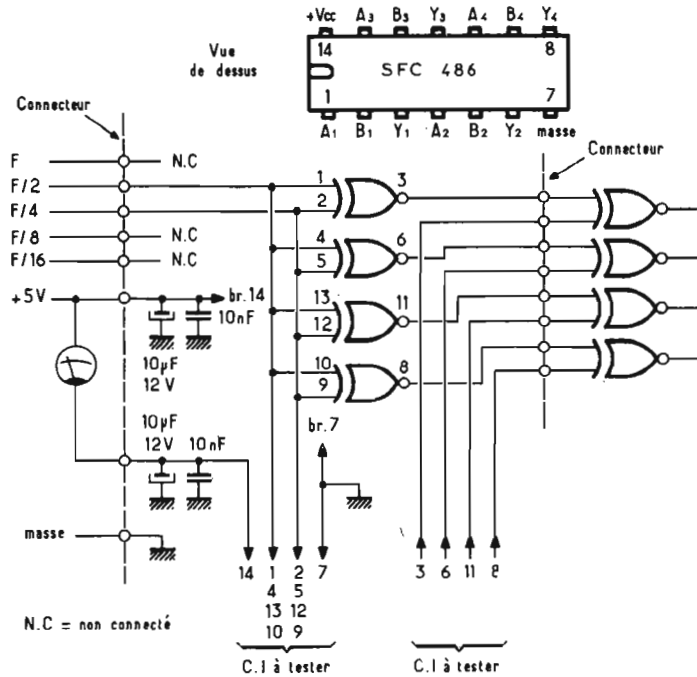 +Vcc A3 B3 Y3 A4 B4 Y4
14 8
Vue
de dessus
SFC 486
1 7
A1 B1 Y1 A2 B2 Y2 masse
Connecteur
Connecteur
F N.C
F/2
F/4
F/8 N.C
F/16 N.C
1
2
3
4
5
6
13
12
11
10
9
8
+5V
br.14
10nF
10µF
12V
10µF
12V
10nF
br.7
masse
14 1 2 7
4 5
13 12
10 9
3 6 11 8
N.C = non connecté
C.I à tester
C.I à tester